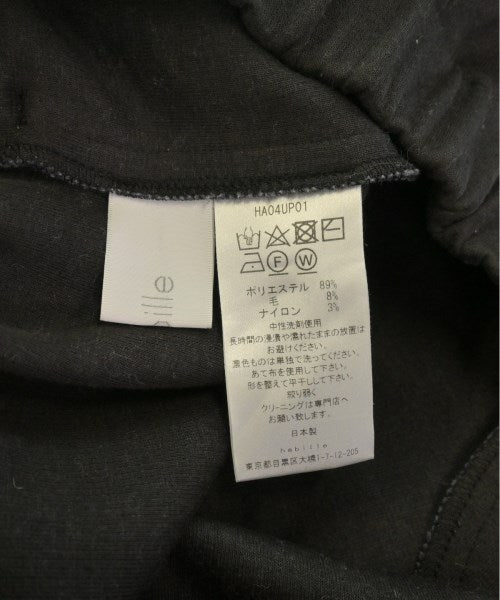 HA04UP01
F W
ポリエステル 89%
毛 8%
ナイロン 3%
中性洗剤使用
長時間の浸漬や濡れたままの放置は
お避けください。
濃色ものは単独で洗ってください。
あて布を使用して下さい。
形を整えて平干しして下さい。
絞り弱く
クリーニングは専門店へ
お願い致します。
日本製
habille
東京都目黒区大橋1-7-12-205